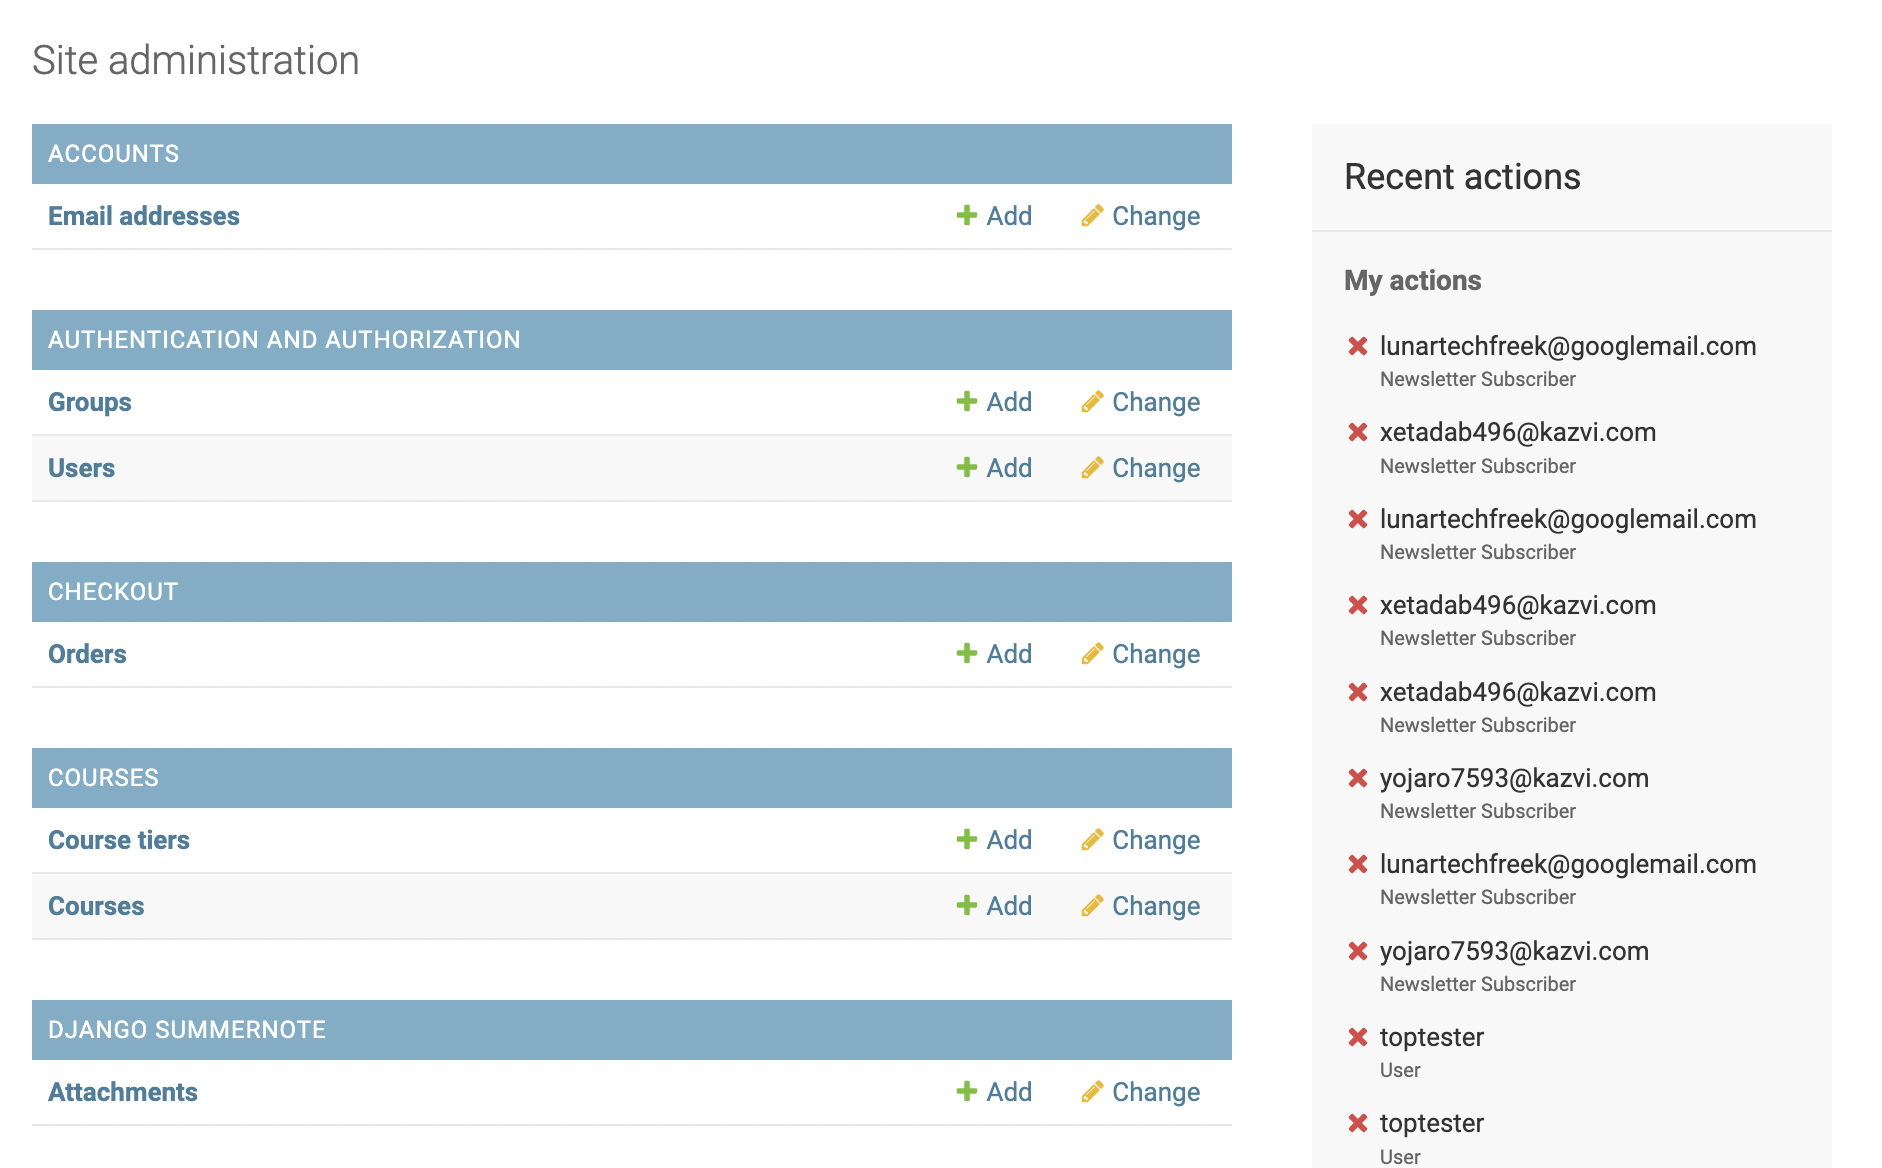 Site administration
ACCOUNTS
Email addresses Add Change
AUTHENTICATION AND AUTHORIZATION
Groups Add Change
Users Add Change
CHECKOUT
Orders Add Change
COURSES
Course tiers Add Change
Courses Add Change
DJANGO SUMMERNOTE
Attachments Add Change
Recent actions
My actions
lunartechfreek@googlemail.com
Newsletter Subscriber
xetadab496@kazvi.com
Newsletter Subscriber
lunartechfreek@googlemail.com
Newsletter Subscriber
xetadab496@kazvi.com
Newsletter Subscriber
xetadab496@kazvi.com
Newsletter Subscriber
yojaro7593@kazvi.com
Newsletter Subscriber
lunartechfreek@googlemail.com
Newsletter Subscriber
yojaro7593@kazvi.com
Newsletter Subscriber
toptester
User
toptester
User